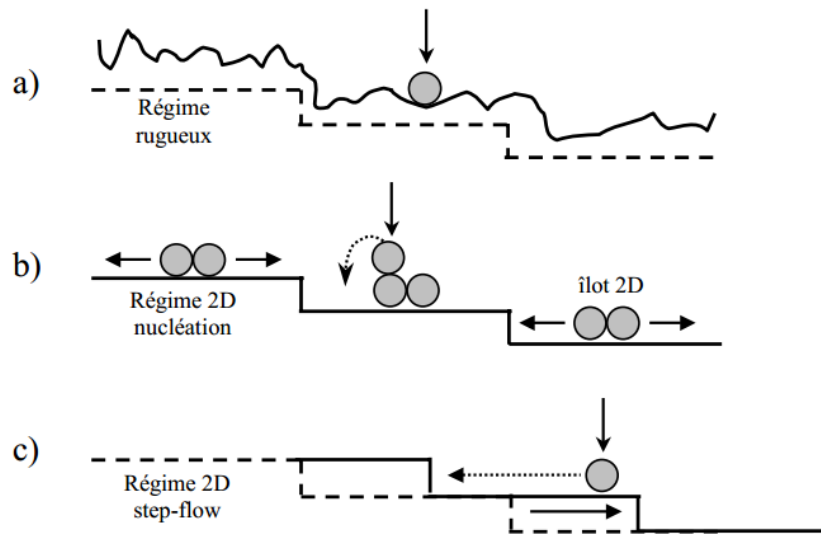 a)
Régime
rugueux
b)
Régime 2D
nucléation
îlot 2D
c)
Régime 2D
step-flow